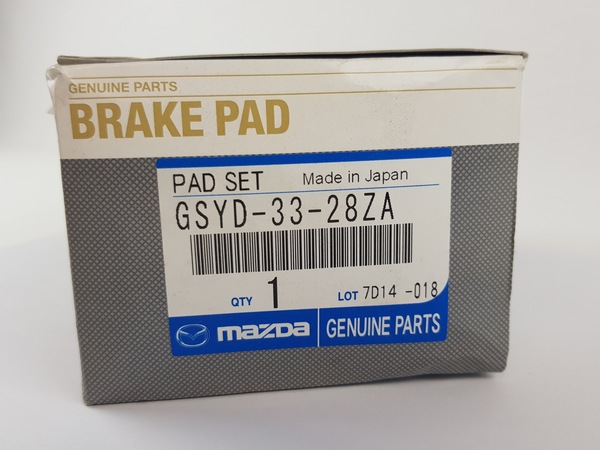 GENUINE PARTS
BRAKE PAD
PAD SET Made in Japan
GSYD-33-28ZA
QTY 1 LOT 7D14 -018
mazda GENUINE PARTS